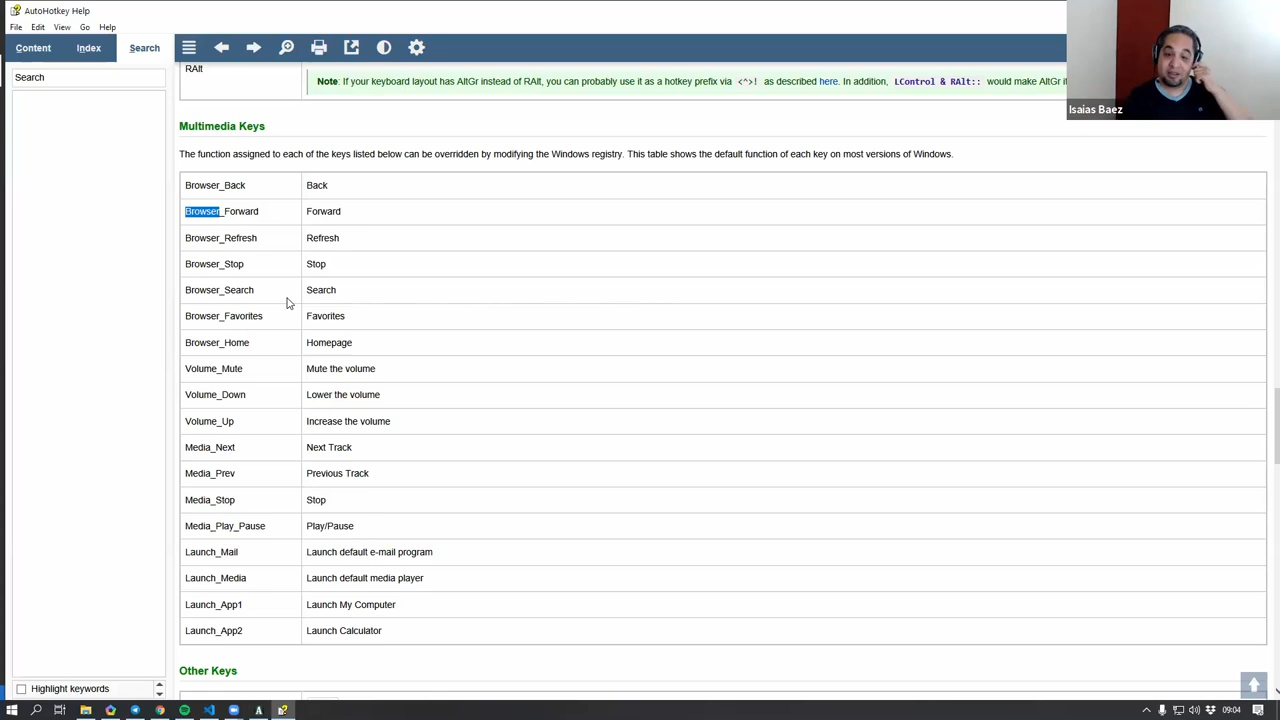 AutoHotkey Help
File Edit View Go Help
Content Index Search
Search
RAlt
Note: If your keyboard layout has AltGr instead of RAlt, you can probably use it as a hotkey prefix via <^>! as described here. In addition, LControl & RAlt:: would make AltGr
Isaias Baez
Multimedia Keys
The function assigned to each of the keys listed below can be overridden by modifying the Windows registry. This table shows the default function of each key on most versions of Windows.
Browser_Back Back
Browser_Forward Forward
Browser_Refresh Refresh
Browser_Stop Stop
Browser_Search Search
Browser_Favorites Favorites
Browser_Home Homepage
Volume_Mute Mute the volume
Volume_Down Lower the volume
Volume_Up Increase the volume
Media_Next Next Track
Media_Prev Previous Track
Media_Stop Stop
Media_Play_Pause Play/Pause
Launch_Mail Launch default e-mail program
Launch_Media Launch default media player
Launch_App1 Launch My Computer
Launch_App2 Launch Calculator
Other Keys
Highlight keywords
09:04